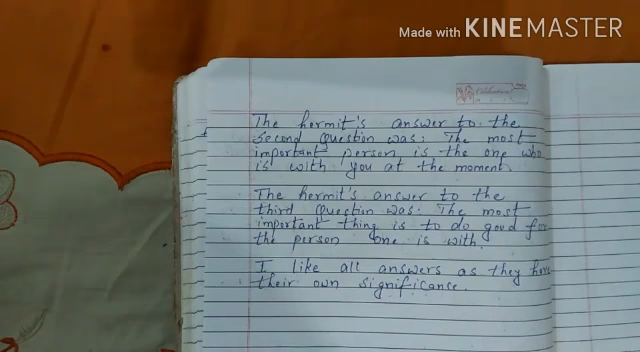 Made with KINEMASTER
The hermit's answer to the
second question was: The most
important person is the one who
is with you at the moment.
The hermit's answer to the
third question was: The most
important thing is to do good for
the person one is with.
I like all answers as they have
their own significance.